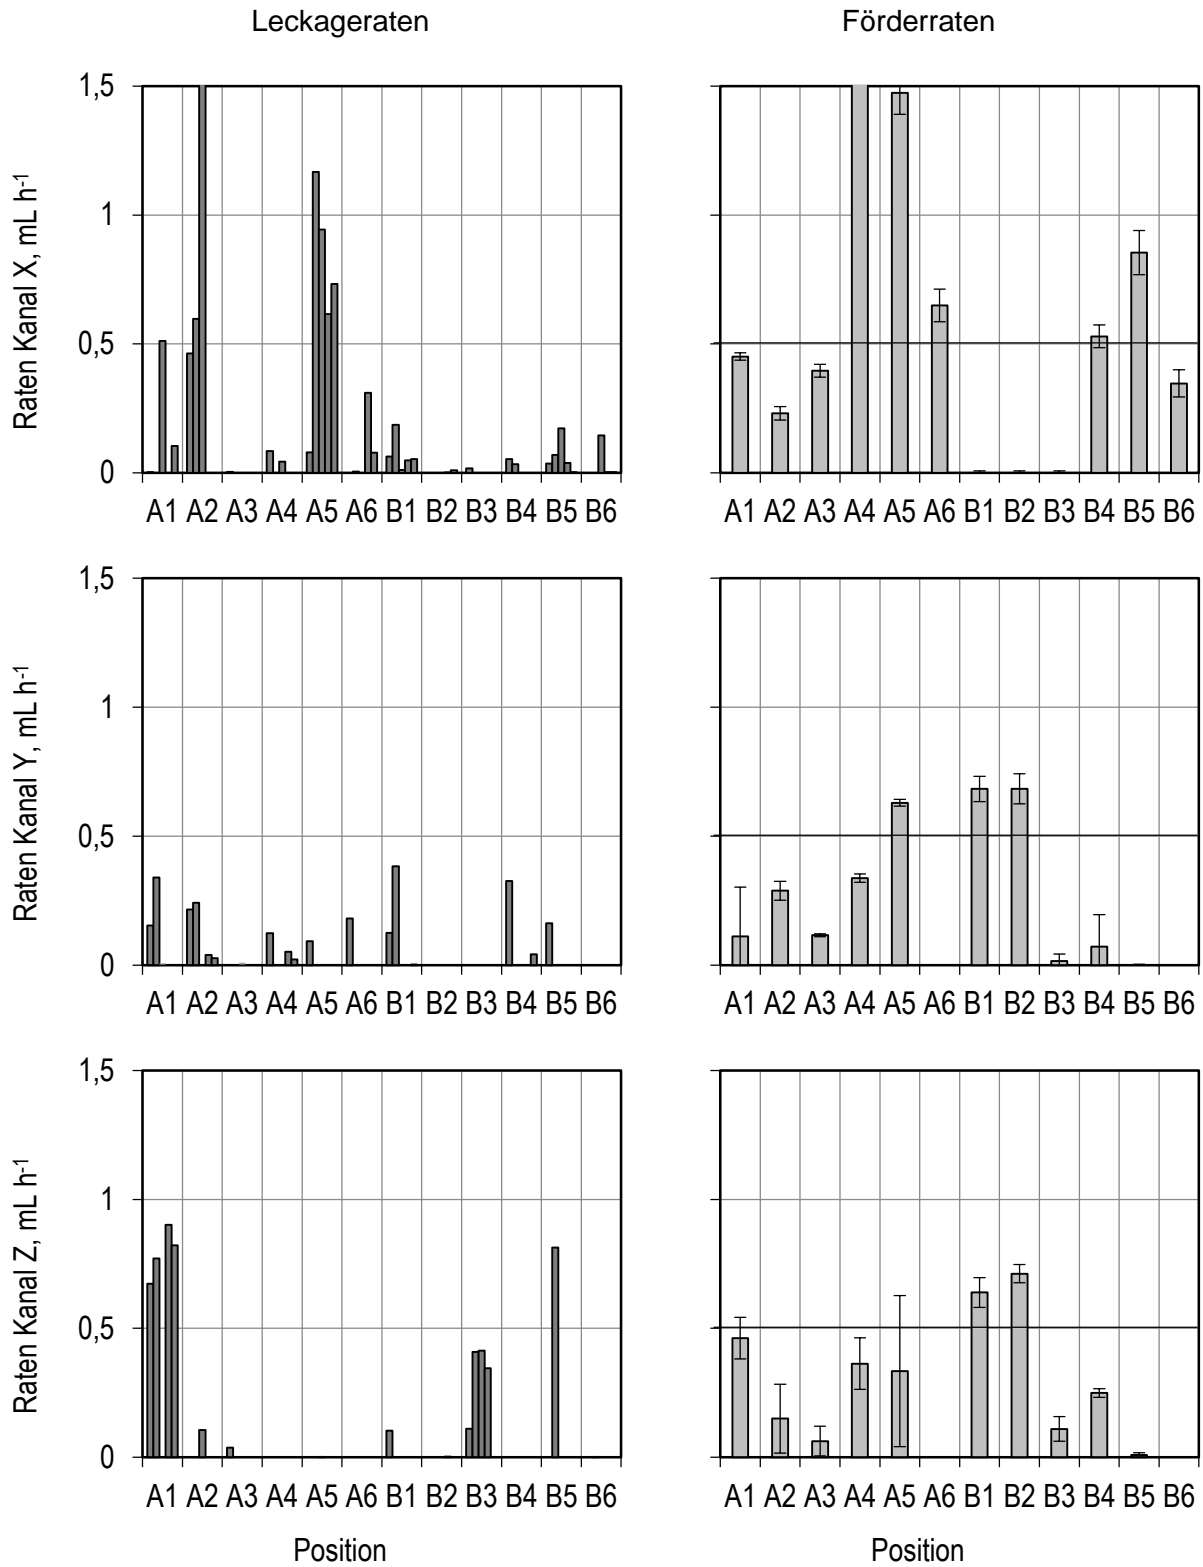 Leckageraten Förderraten
Raten Kanal X, mL h-1
1,5
1
0,5
0
A1 A2 A3 A4 A5 A6 B1 B2 B3 B4 B5 B6
A1 A2 A3 A4 A5 A6 B1 B2 B3 B4 B5 B6
Raten Kanal Y, mL h-1
1,5
1
0,5
0
A1 A2 A3 A4 A5 A6 B1 B2 B3 B4 B5 B6
A1 A2 A3 A4 A5 A6 B1 B2 B3 B4 B5 B6
Raten Kanal Z, mL h-1
1,5
1
0,5
0
A1 A2 A3 A4 A5 A6 B1 B2 B3 B4 B5 B6
A1 A2 A3 A4 A5 A6 B1 B2 B3 B4 B5 B6
Position Position